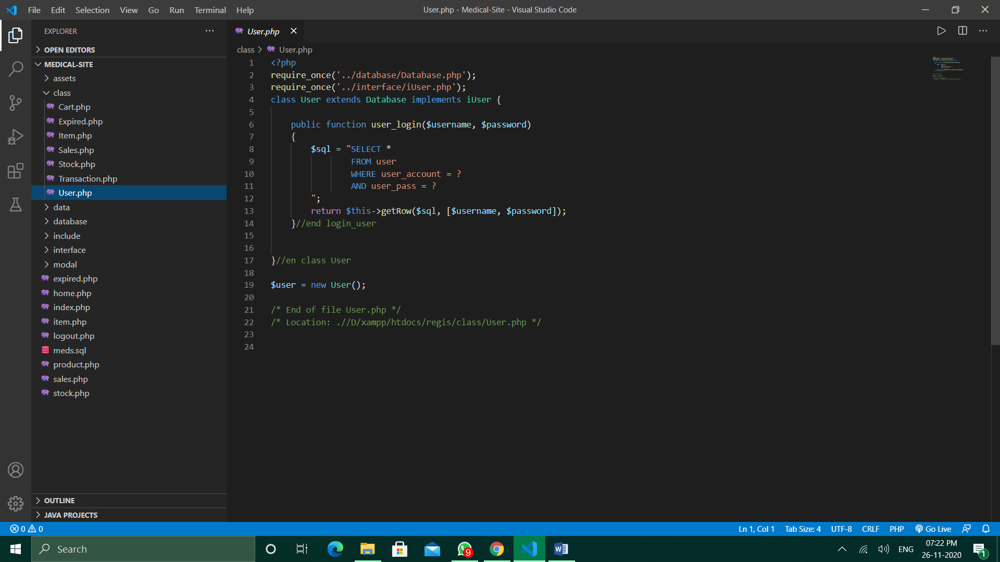 File Edit Selection View Go Run Terminal Help
User.php - Medical-Site - Visual Studio Code
EXPLORER
OPEN EDITORS
MEDICAL-SITE
assets
class
Cart.php
Expired.php
Item.php
Sales.php
Stock.php
Transaction.php
User.php
data
database
include
interface
modal
expired.php
home.php
index.php
item.php
logout.php
meds.sql
product.php
sales.php
stock.php
OUTLINE
JAVA PROJECTS
User.php
class > User.php
1 <?php
2 require_once('../database/Database.php');
3 require_once('../interface/iUser.php');
4 class User extends Database implements iUser {
5
6 public function user_login($username, $password)
7 {
8 $sql = "SELECT *
9 FROM user
10 WHERE user_account = ?
11 AND user_pass = ?
12 ";
13 return $this->getRow($sql, [$username, $password]);
14 }//end login_user
15
16
17 }//en class User
18
19 $user = new User();
20
21 /* End of file User.php */
22 /* Location: .//D/xampp/htdocs/regis/class/User.php */
23
24
0 0
Ln 1, Col 1 Tab Size: 4 UTF-8 CRLF PHP Go Live
Search
9
ENG
07:22 PM
26-11-2020
1